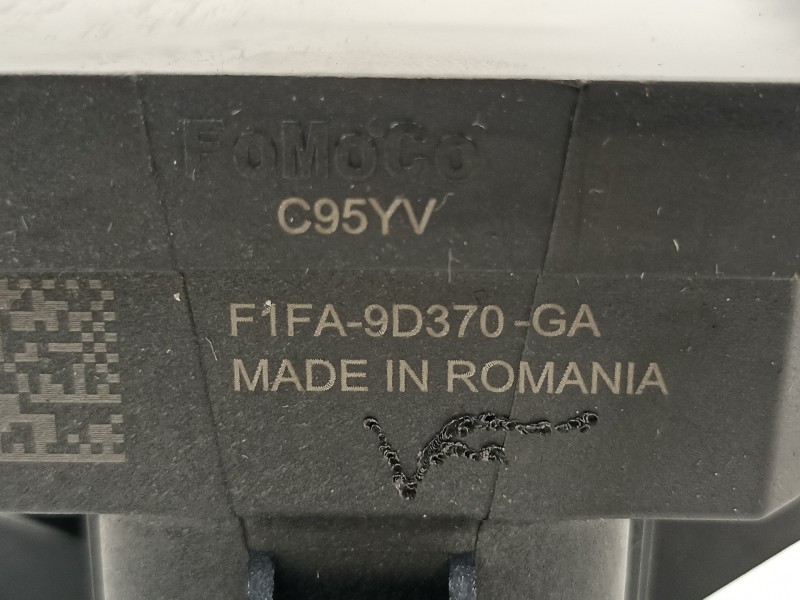 FoMoCo
C95YV
F1FA-9D370-GA
MADE IN ROMANIA